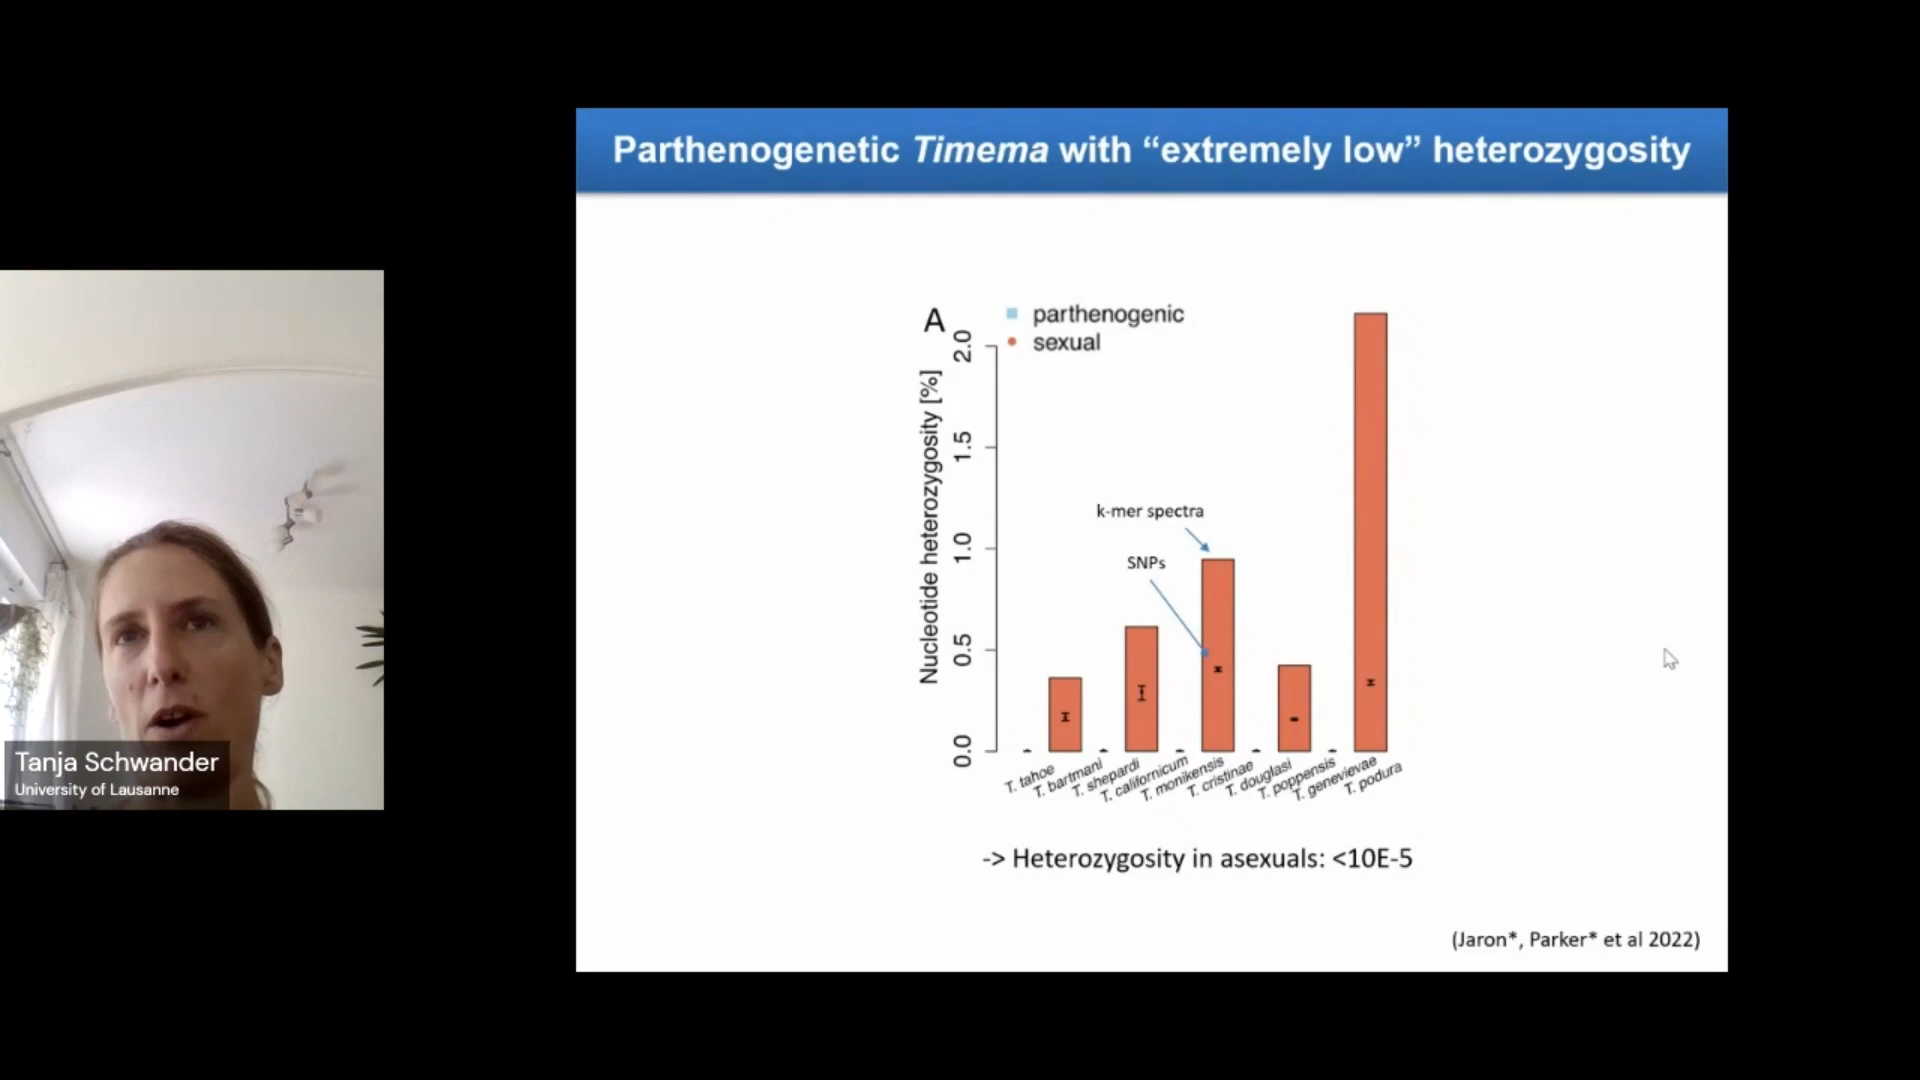 Parthenogenetic Timema with “extremely low” heterozygosity
A
parthenogenic
sexual
Nucleotide heterozygosity [%]
2.0
1.5
1.0
0.5
0.0
k-mer spectra
SNPs
T. tahoe
T. bartmani
T. shepardi
T. californicum
T. monikensis
T. cristinae
T. douglasi
T. poppensis
T. genevievae
T. podura
-> Heterozygosity in asexuals: <10E-5
(Jaron*, Parker* et al 2022)
Tanja Schwander
University of Lausanne